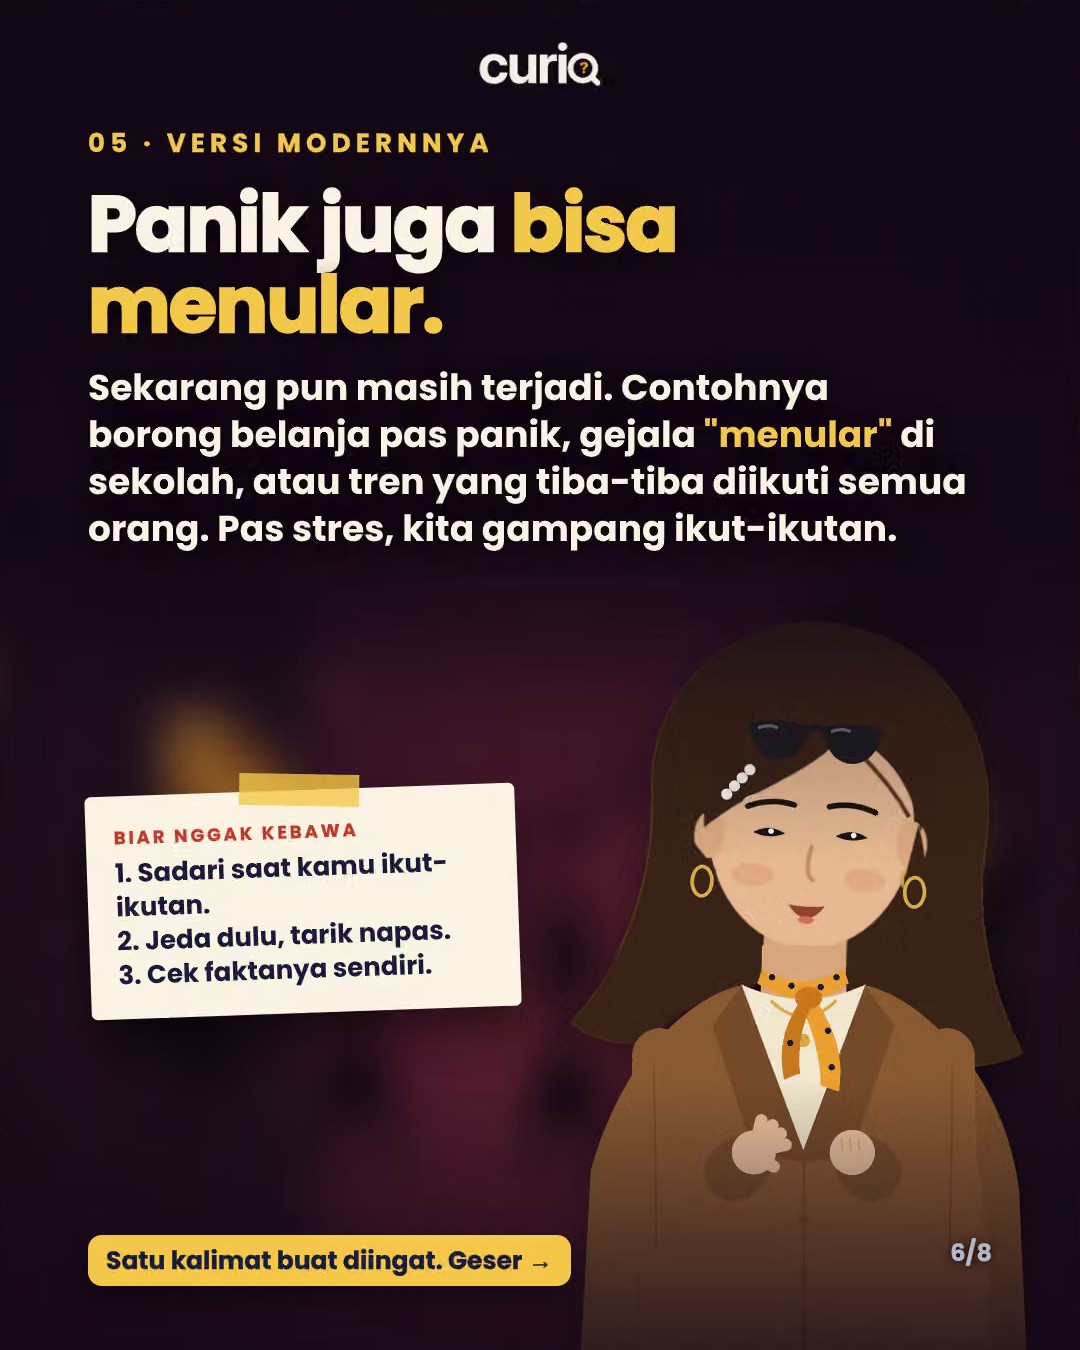 curio
05 · VERSI MODERNNYA
Panik juga bisa
menular.
Sekarang pun masih terjadi. Contohnya
borong belanja pas panik, gejala "menular" di
sekolah, atau tren yang tiba-tiba diikuti semua
orang. Pas stres, kita gampang ikut-ikutan.
BIAR NGGAK KEBAWA
1. Sadari saat kamu ikut-
ikutan.
2. Jeda dulu, tarik napas.
3. Cek faktanya sendiri.
Satu kalimat buat diingat. Geser →
6/8